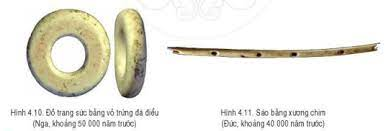 Hình 4.10. Đồ trang sức bằng vỏ trứng đà điểu
(Nga, khoảng 50 000 năm trước)
Hình 4.11. Sáo bằng xương chim
(Đức, khoảng 40 000 năm trước)